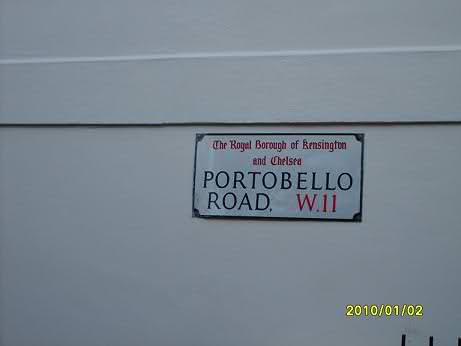 The Royal Borough of Kensington
and Chelsea
PORTOBELLO
ROAD, W.11
2010/01/02